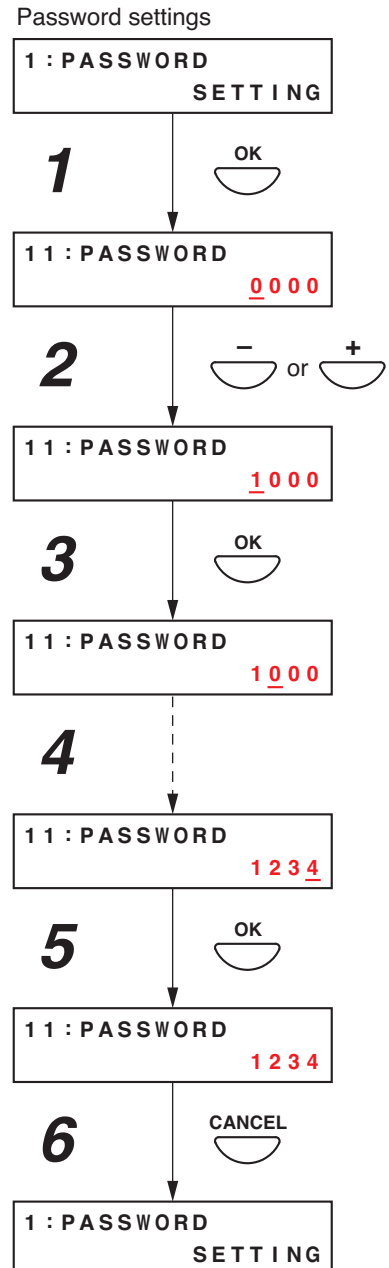 Password settings
1:PASSWORD
SETTING
1
OK
11:PASSWORD
0000
2
– or +
11:PASSWORD
1000
3
OK
11:PASSWORD
1000
4
11:PASSWORD
1234
5
OK
11:PASSWORD
1234
6
CANCEL
1:PASSWORD
SETTING